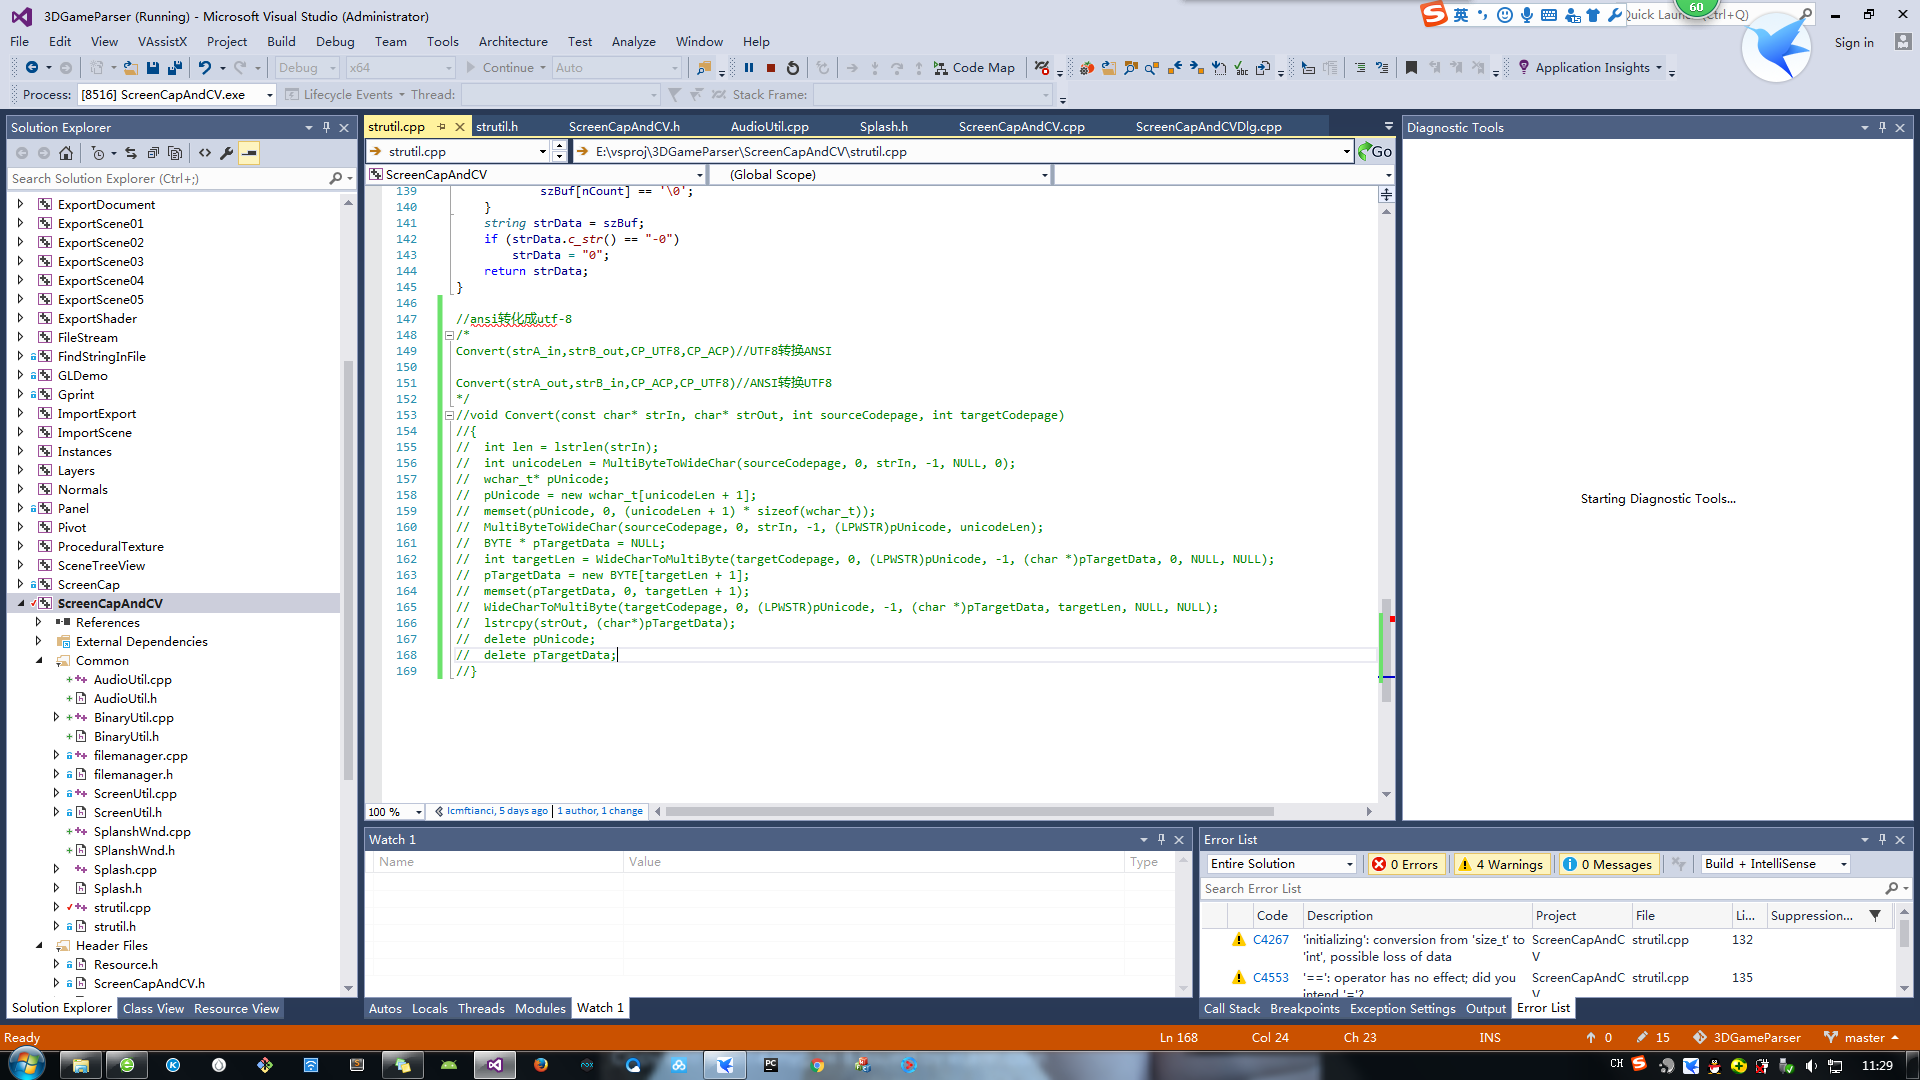 3DGameParser (Running) - Microsoft Visual Studio (Administrator)
英
Quick Launch (Ctrl+Q)
60
File Edit View VAssistX Project Build Debug Team Tools Architecture Test Analyze Window Help
Sign in
Debug x64 Continue Auto Code Map Application Insights
Process: [8516] ScreenCapAndCV.exe Lifecycle Events Thread: Stack Frame:
Solution Explorer
Search Solution Explorer (Ctrl+;)
ExportDocument
ExportScene01
ExportScene02
ExportScene03
ExportScene04
ExportScene05
ExportShader
FileStream
FindStringInFile
GLDemo
Gprint
ImportExport
ImportScene
Instances
Layers
Normals
Panel
Pivot
ProceduralTexture
SceneTreeView
ScreenCap
ScreenCapAndCV
References
External Dependencies
Common
AudioUtil.cpp
AudioUtil.h
BinaryUtil.cpp
BinaryUtil.h
filemanager.cpp
filemanager.h
ScreenUtil.cpp
ScreenUtil.h
SplanshWnd.cpp
SPlanshWnd.h
Splash.cpp
Splash.h
strutil.cpp
strutil.h
Header Files
Resource.h
ScreenCapAndCV.h
Solution Explorer Class View Resource View
strutil.cpp strutil.h ScreenCapAndCV.h AudioUtil.cpp Splash.h ScreenCapAndCV.cpp ScreenCapAndCVDlg.cpp
strutil.cpp E:\vsproj\3DGameParser\ScreenCapAndCV\strutil.cpp Go
ScreenCapAndCV (Global Scope)
139 szBuf[nCount] == '\0';
140 }
141 string strData = szBuf;
142 if (strData.c_str() == "-0")
143 strData = "0";
144 return strData;
145 }
146
147 //ansi转化成utf-8
148 /*
149 Convert(strA_in,strB_out,CP_UTF8,CP_ACP)//UTF8转换ANSI
150
151 Convert(strA_out,strB_in,CP_ACP,CP_UTF8)//ANSI转换UTF8
152 */
153 //void Convert(const char* strIn, char* strOut, int sourceCodepage, int targetCodepage)
154 //{
155 // int len = lstrlen(strIn);
156 // int unicodeLen = MultiByteToWideChar(sourceCodepage, 0, strIn, -1, NULL, 0);
157 // wchar_t* pUnicode;
158 // pUnicode = new wchar_t[unicodeLen + 1];
159 // memset(pUnicode, 0, (unicodeLen + 1) * sizeof(wchar_t));
160 // MultiByteToWideChar(sourceCodepage, 0, strIn, -1, (LPWSTR)pUnicode, unicodeLen);
161 // BYTE * pTargetData = NULL;
162 // int targetLen = WideCharToMultiByte(targetCodepage, 0, (LPWSTR)pUnicode, -1, (char *)pTargetData, 0, NULL, NULL);
163 // pTargetData = new BYTE[targetLen + 1];
164 // memset(pTargetData, 0, targetLen + 1);
165 // WideCharToMultiByte(targetCodepage, 0, (LPWSTR)pUnicode, -1, (char *)pTargetData, targetLen, NULL, NULL);
166 // lstrcpy(strOut, (char*)pTargetData);
167 // delete pUnicode;
168 // delete pTargetData;
169 //}
100 % lcmftianci, 5 days ago | 1 author, 1 change
Diagnostic Tools
Starting Diagnostic Tools...
Watch 1
Name Value Type
Autos Locals Threads Modules Watch 1
Error List
Entire Solution 0 Errors 4 Warnings 0 Messages Build + IntelliSense
Search Error List
Code Description Project File Li... Suppression...
C4267 'initializing': conversion from 'size_t' to 'int', possible loss of data ScreenCapAndCV strutil.cpp 132
C4553 '==': operator has no effect; did you intend '='? ScreenCapAndCV strutil.cpp 135
Call Stack Breakpoints Exception Settings Output Error List
Ready Ln 168 Col 24 Ch 23 INS 0 15 3DGameParser master
CH 11:29